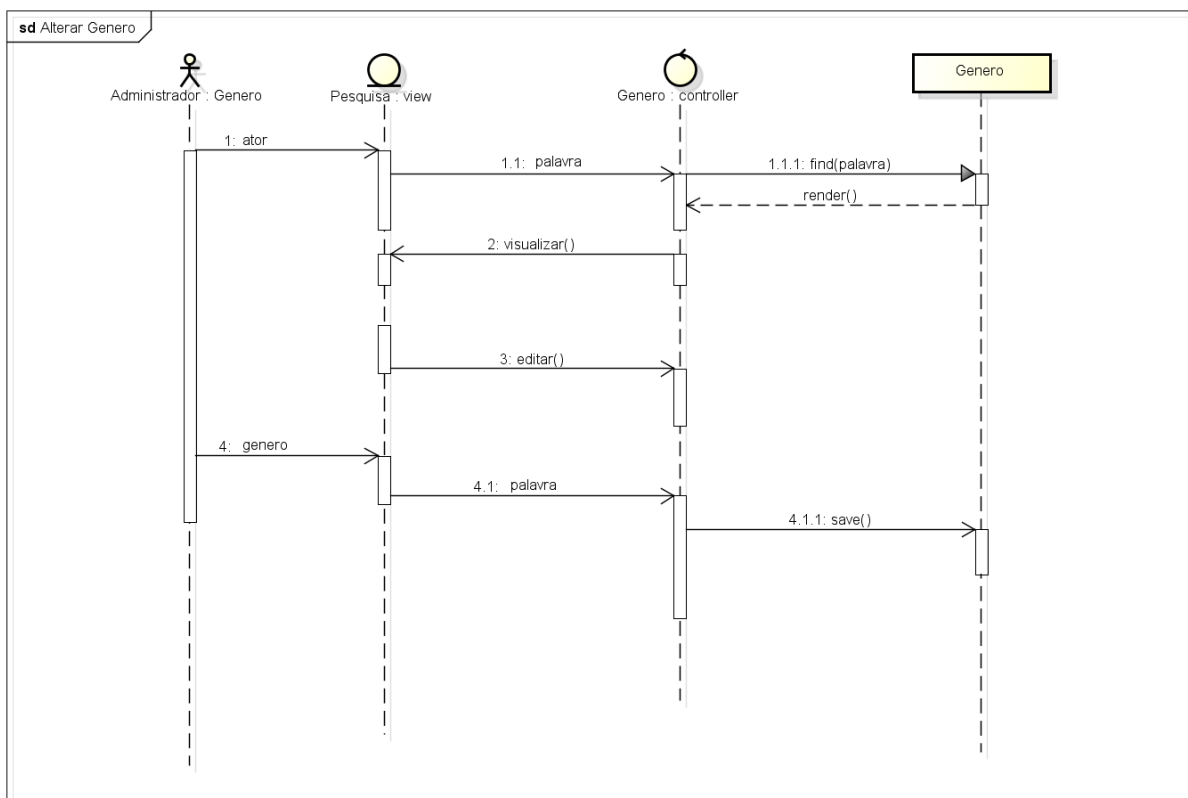 sd Alterar Genero
Administrador : Genero
Pesquisa : view
Genero : controller
Genero
1: ator
1.1: palavra
1.1.1: find(palavra)
render()
2: visualizar()
3: editar()
4: genero
4.1: palavra
4.1.1: save()